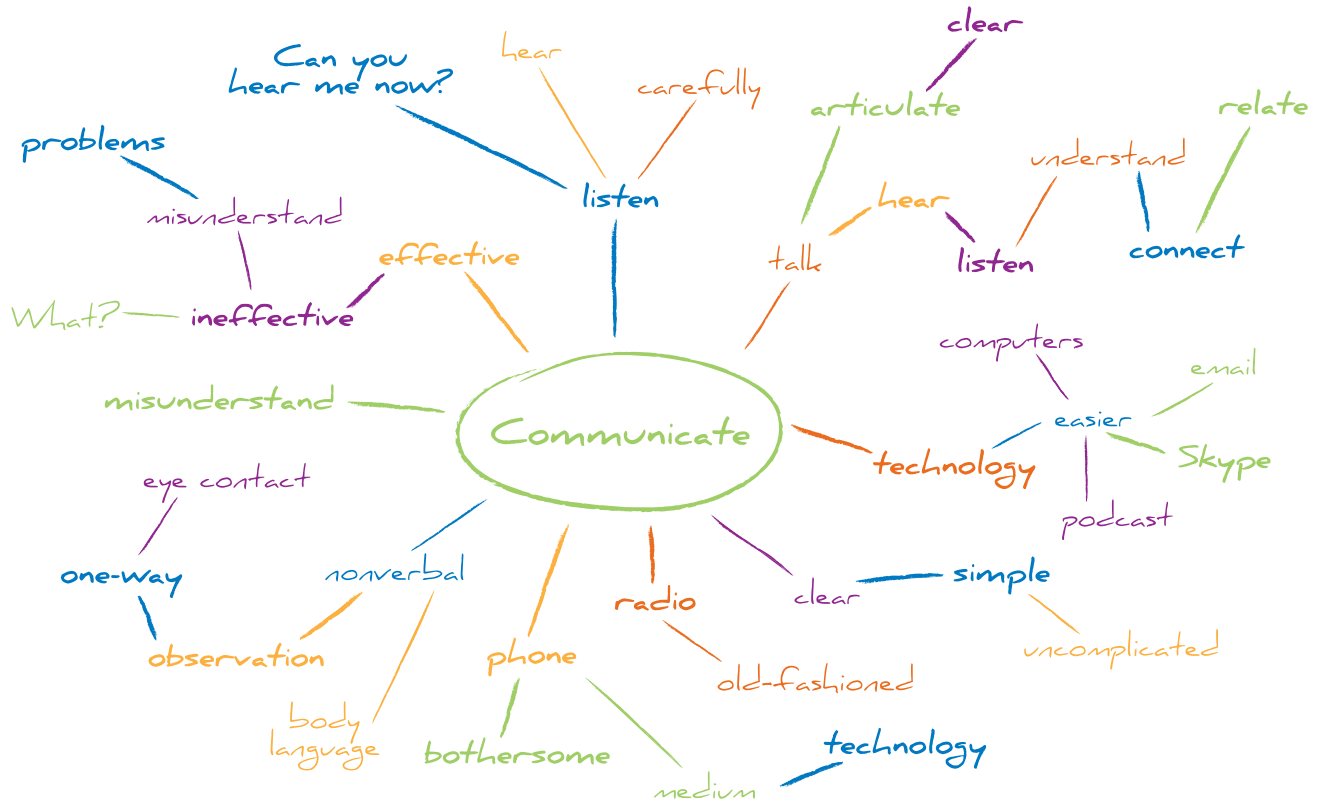 clear
Can you
hear me now?
hear
carefully
articulate
relate
problems
understand
listen
hear
misunderstand
connect
effective
talk
listen
What?
ineffective
computers
email
misunderstand
easier
Communicate
technology
Skype
eye contact
podcast
one-way
nonverbal
radio
clear
simple
observation
phone
uncomplicated
old-fashioned
body
language
bothersome
technology
medium